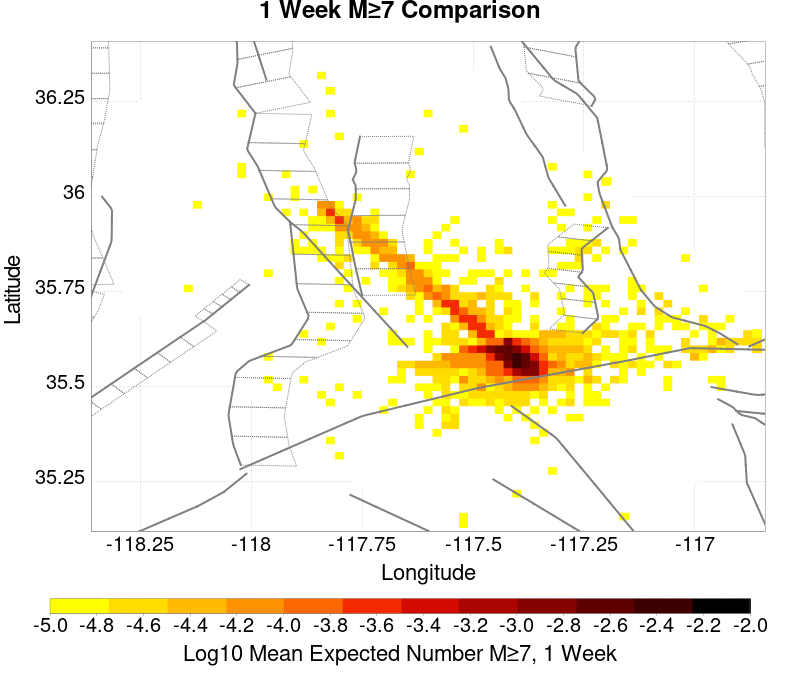 1 Week M≥7 Comparison
36.25
36
35.75
35.5
35.25
Latitude
-118.25 -118 -117.75 -117.5 -117.25 -117
Longitude
-5.0 -4.8 -4.6 -4.4 -4.2 -4.0 -3.8 -3.6 -3.4 -3.2 -3.0 -2.8 -2.6 -2.4 -2.2 -2.0
Log10 Mean Expected Number M≥7, 1 Week